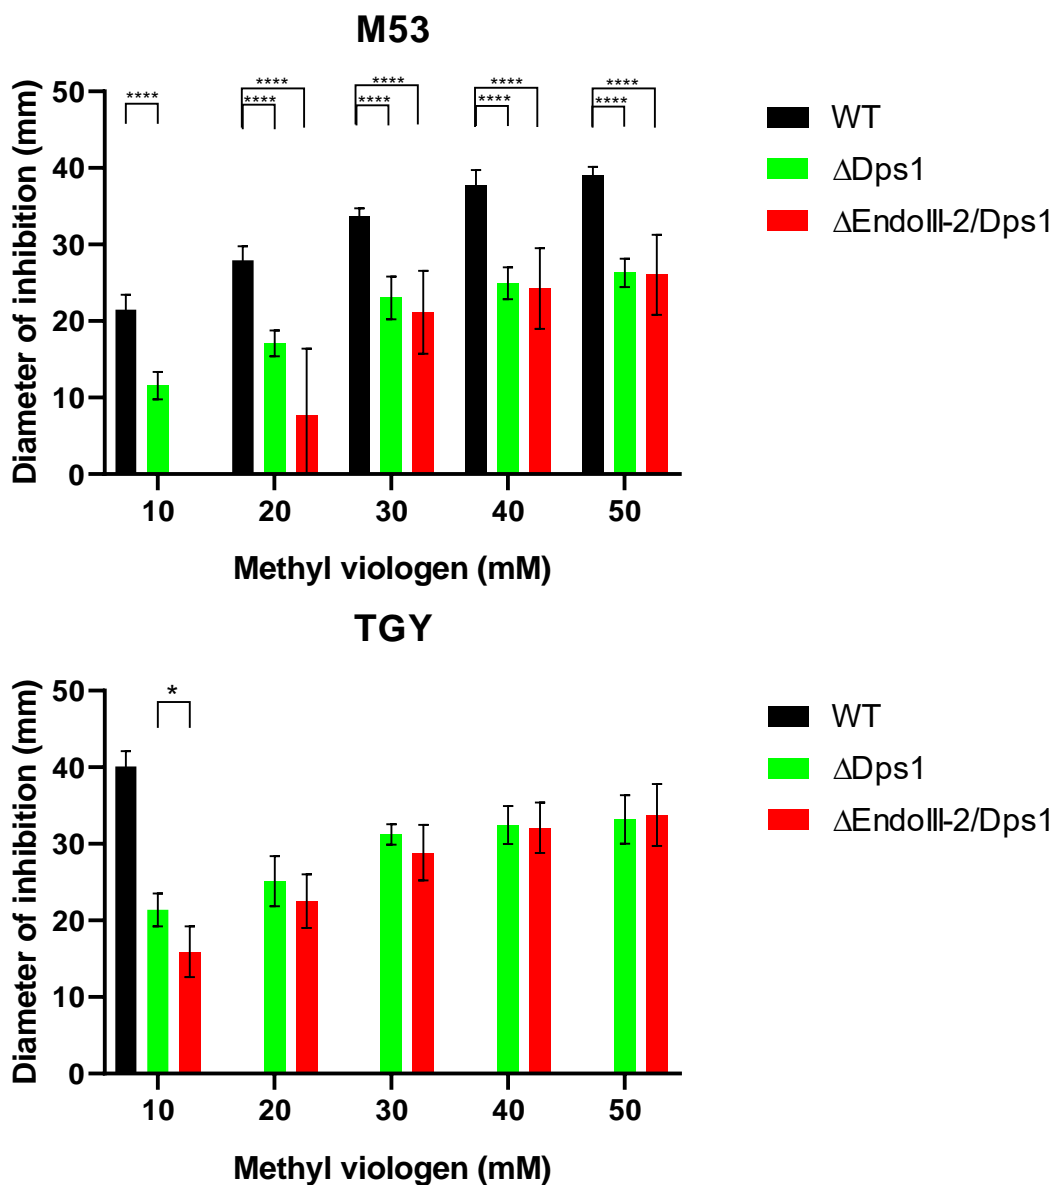 M53
Diameter of inhibition (mm)
50
40
30
20
10
0
****
****
****
****
****
****
****
****
****
10 20 30 40 50
Methyl viologen (mM)
WT
ΔDps1
ΔEndoIII-2/Dps1
TGY
Diameter of inhibition (mm)
50
40
30
20
10
0
*
10 20 30 40 50
Methyl viologen (mM)
WT
ΔDps1
ΔEndoIII-2/Dps1